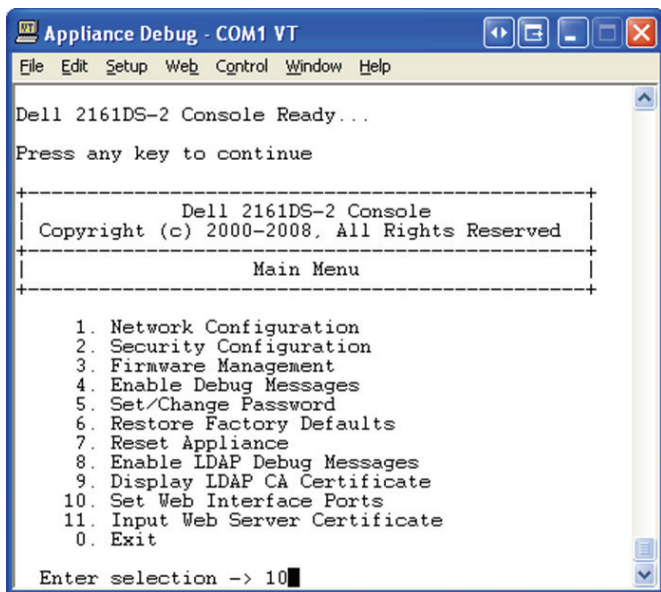 VT Appliance Debug - COM1 VT
File Edit Setup Web Control Window Help
Dell 2161DS-2 Console Ready...
Press any key to continue
+---------------------------------------------------+
| Dell 2161DS-2 Console |
| Copyright (c) 2000-2008, All Rights Reserved |
+---------------------------------------------------+
| Main Menu |
+---------------------------------------------------+
1. Network Configuration
2. Security Configuration
3. Firmware Management
4. Enable Debug Messages
5. Set/Change Password
6. Restore Factory Defaults
7. Reset Appliance
8. Enable LDAP Debug Messages
9. Display LDAP CA Certificate
10. Set Web Interface Ports
11. Input Web Server Certificate
0. Exit
Enter selection -> 10